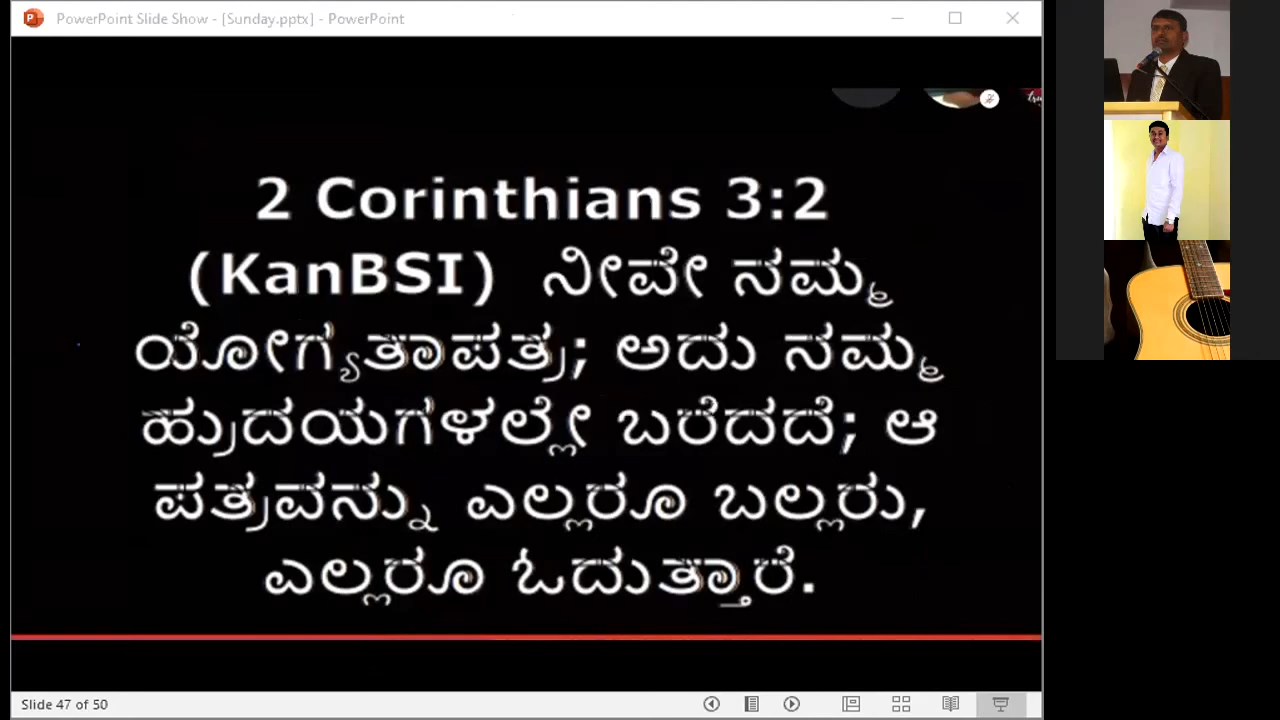 PowerPoint Slide Show - [Sunday.pptx] - PowerPoint
2 Corinthians 3:2
(KanBSI) ನೀವೇ ನಮ್ಮ
ಯೋಗ್ಯತಾಪತ್ರ; ಅದು ನಮ್ಮ
ಹ್ರುದಯಗಳಲ್ಲೇ ಬರೆದದೆ; ಆ
ಪತ್ರವನ್ನು ಎಲ್ಲರೂ ಬಲ್ಲರು,
ಎಲ್ಲರೂ ಓದುತ್ತಾರೆ.
Slide 47 of 50